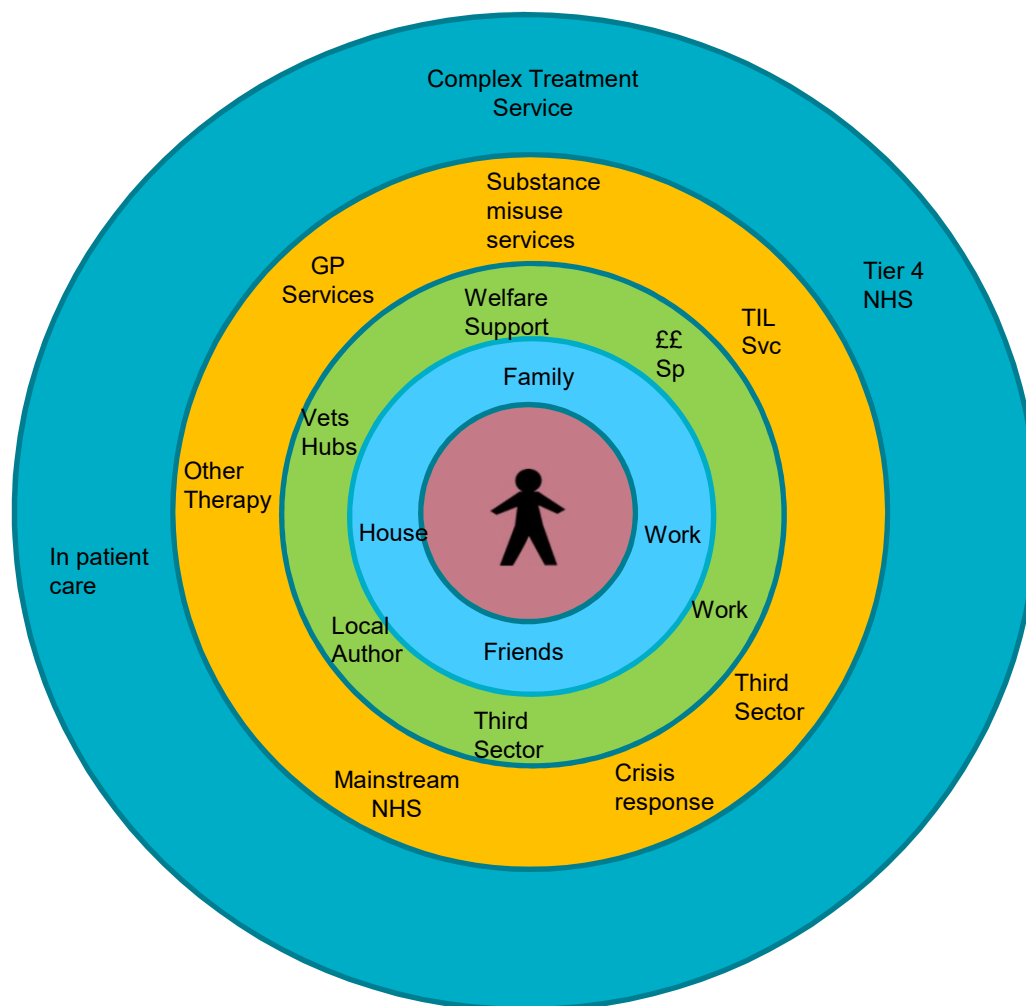 Complex Treatment
Service
Substance
misuse
services
GP
Services
Tier 4
NHS
TIL
Svc
Welfare
Support
££
Sp
Family
Vets
Hubs
Other
Therapy
House
Work
In patient
care
Work
Local
Author
Friends
Third
Sector
Third
Sector
Mainstream
NHS
Crisis
response